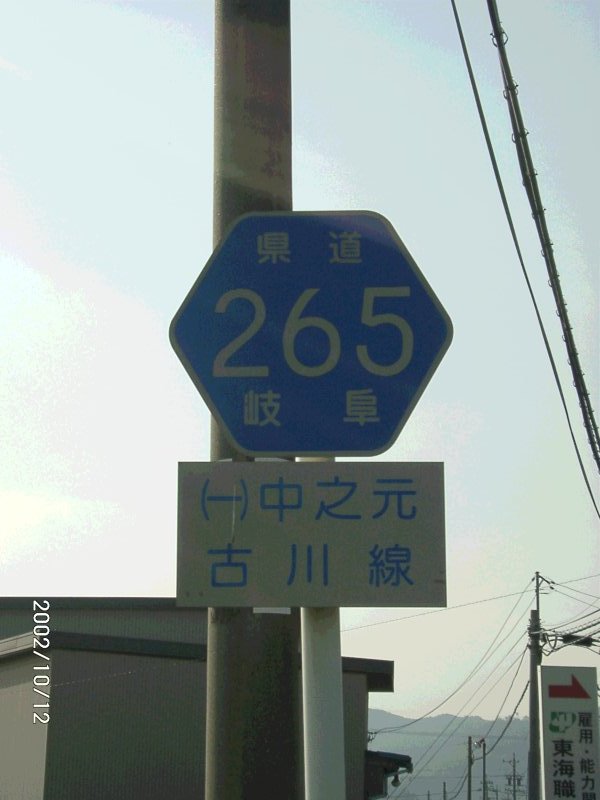 県道
265
岐阜
㈠中之元
古川線
2002/10/12
雇用・能力開
東海職